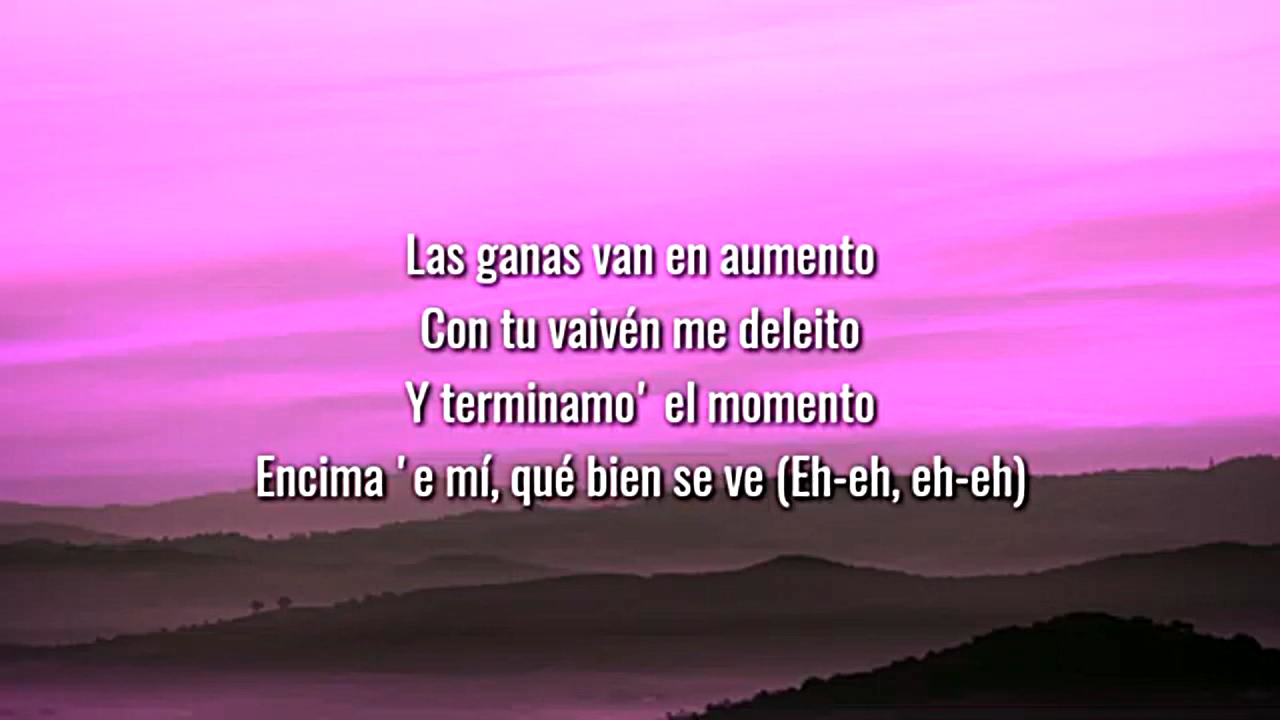 Las ganas van en aumento
Con tu vaivén me deleito
Y terminamo' el momento
Encima 'e mí, qué bien se ve (Eh-eh, eh-eh)